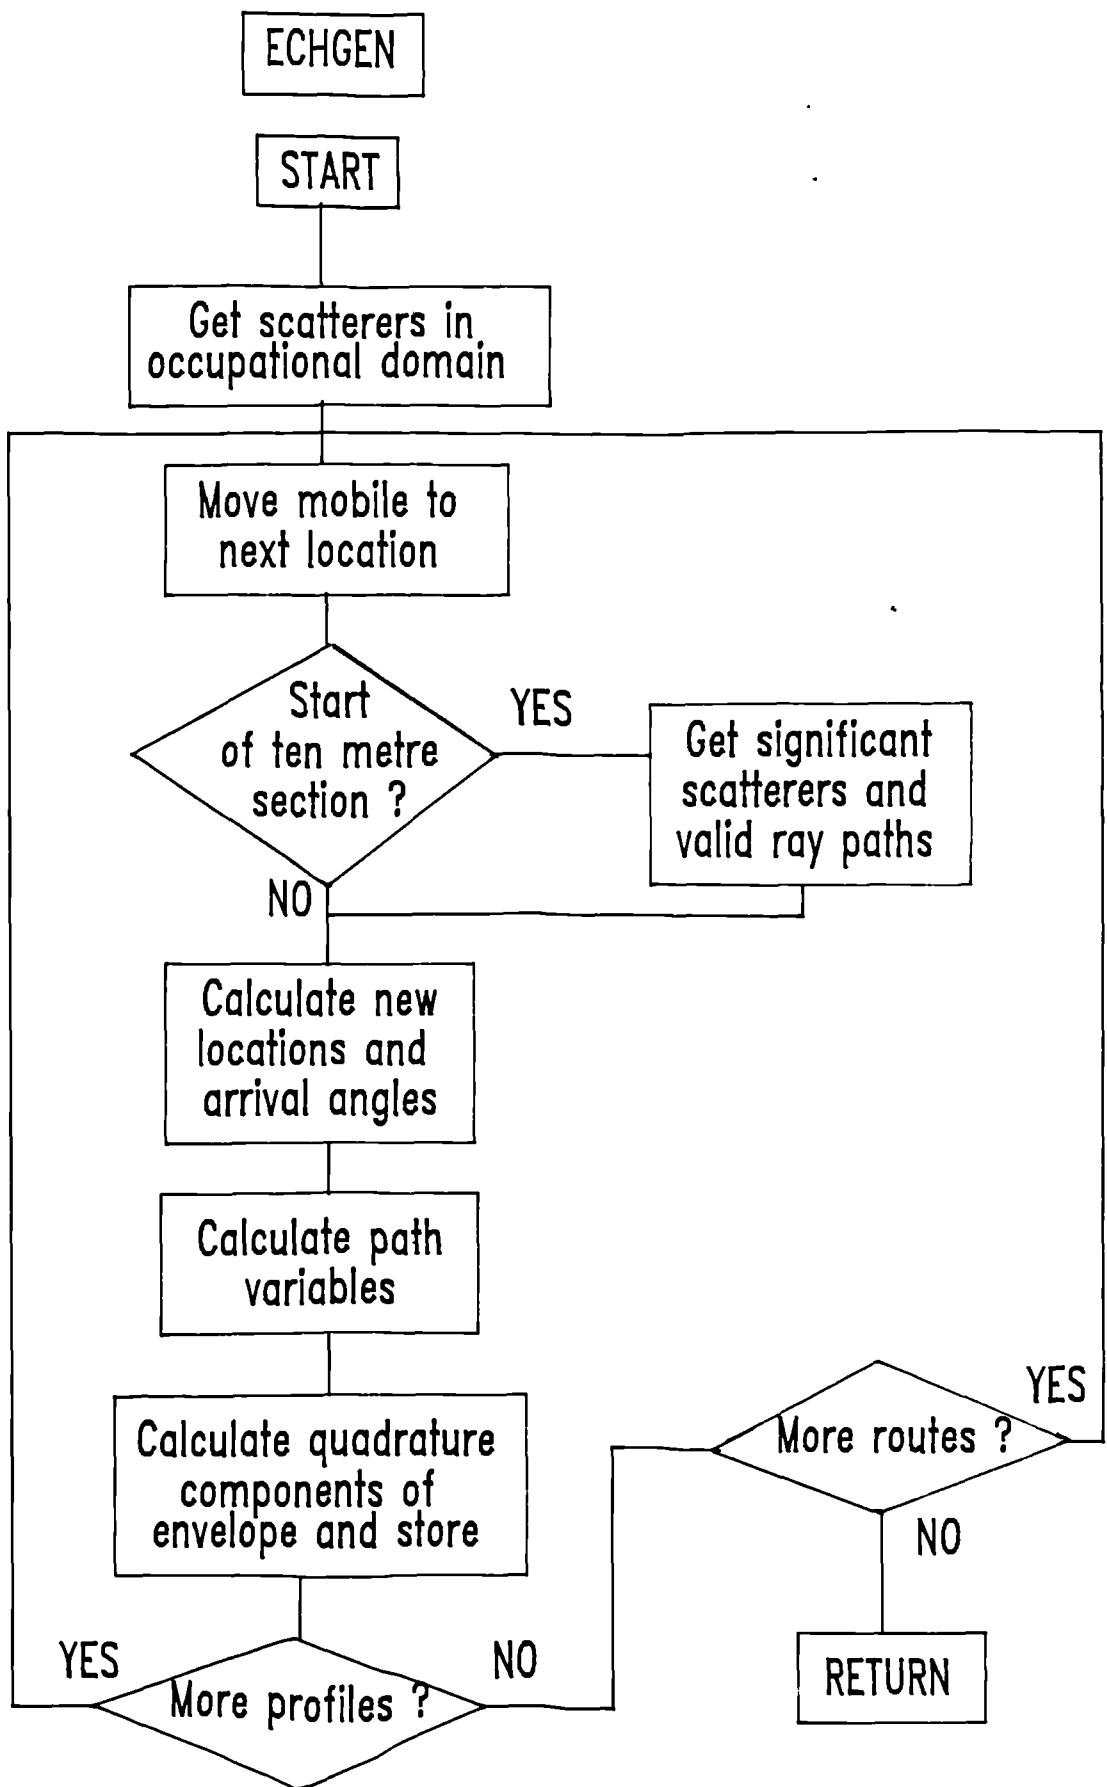 ECHGEN
START
Get scatterers in
occupational domain
Move mobile to
next location
Start
of ten metre
section ?
YES
Get significant
scatterers and
valid ray paths
NO
Calculate new
locations and
arrival angles
Calculate path
variables
Calculate quadrature
components of
envelope and store
More profiles ?
YES
NO
More routes ?
YES
NO
RETURN